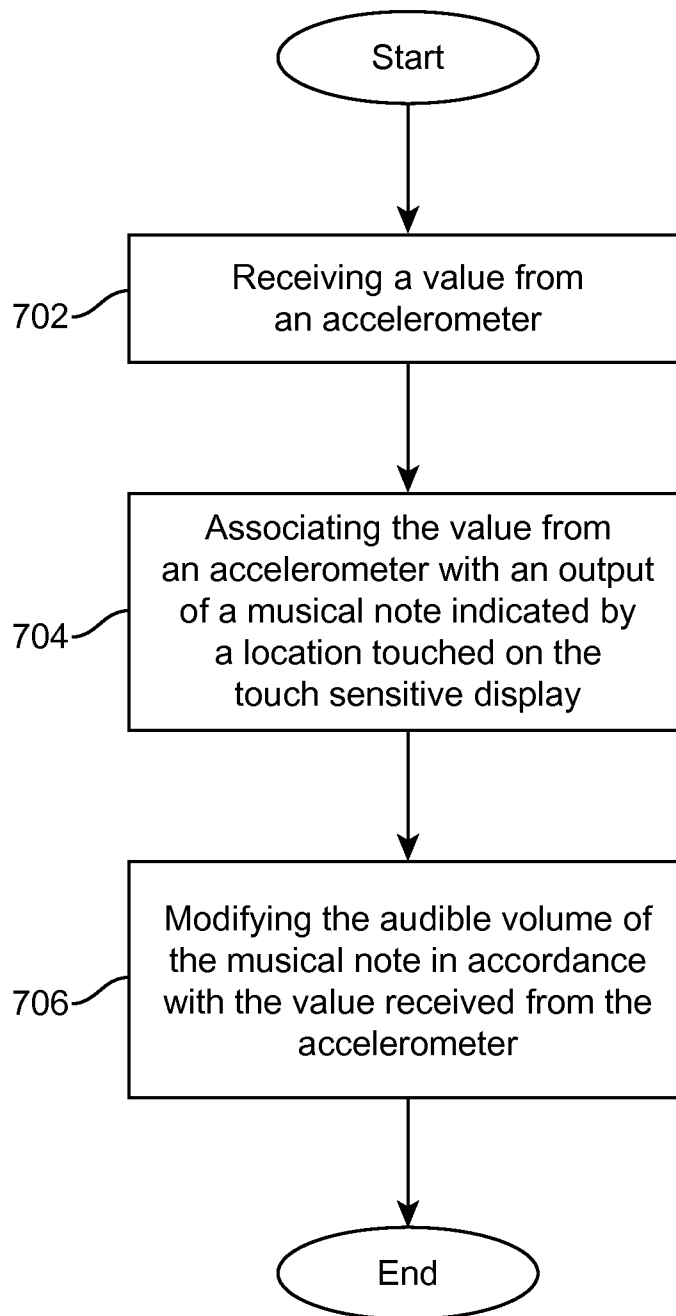 Start
Receiving a value from
an accelerometer
702
Associating the value from
an accelerometer with an output
of a musical note indicated by
a location touched on the
touch sensitive display
704
Modifying the audible volume of
the musical note in accordance
with the value received from the
accelerometer
706
End